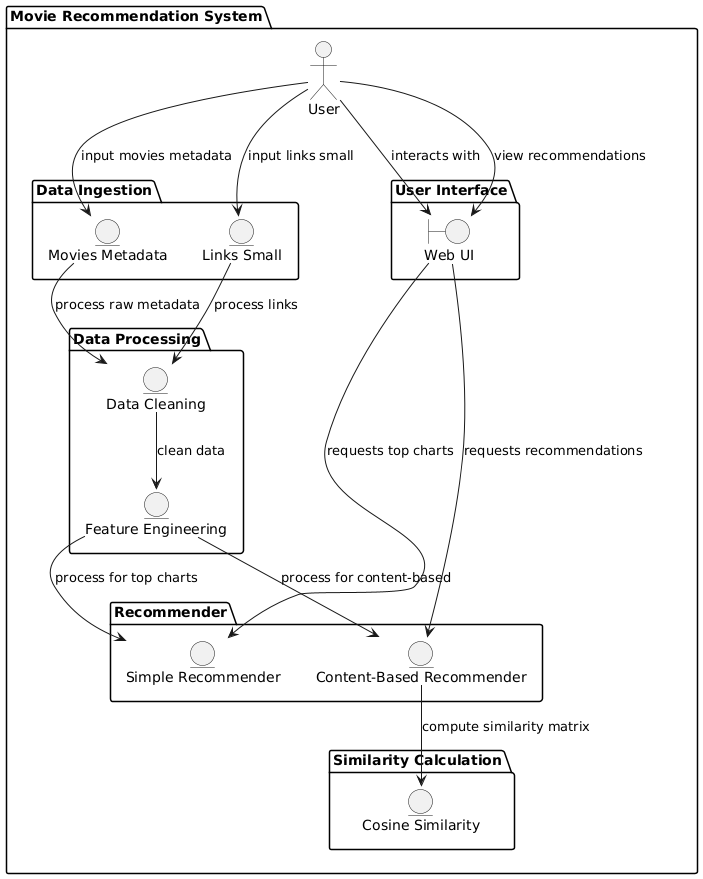 Movie Recommendation System
User
input movies metadata
input links small
interacts with
view recommendations
Data Ingestion
User Interface
Movies Metadata
Links Small
Web UI
process raw metadata
process links
Data Processing
Data Cleaning
clean data
requests top charts
requests recommendations
Feature Engineering
process for top charts
process for content-based
Recommender
Simple Recommender
Content-Based Recommender
compute similarity matrix
Similarity Calculation
Cosine Similarity